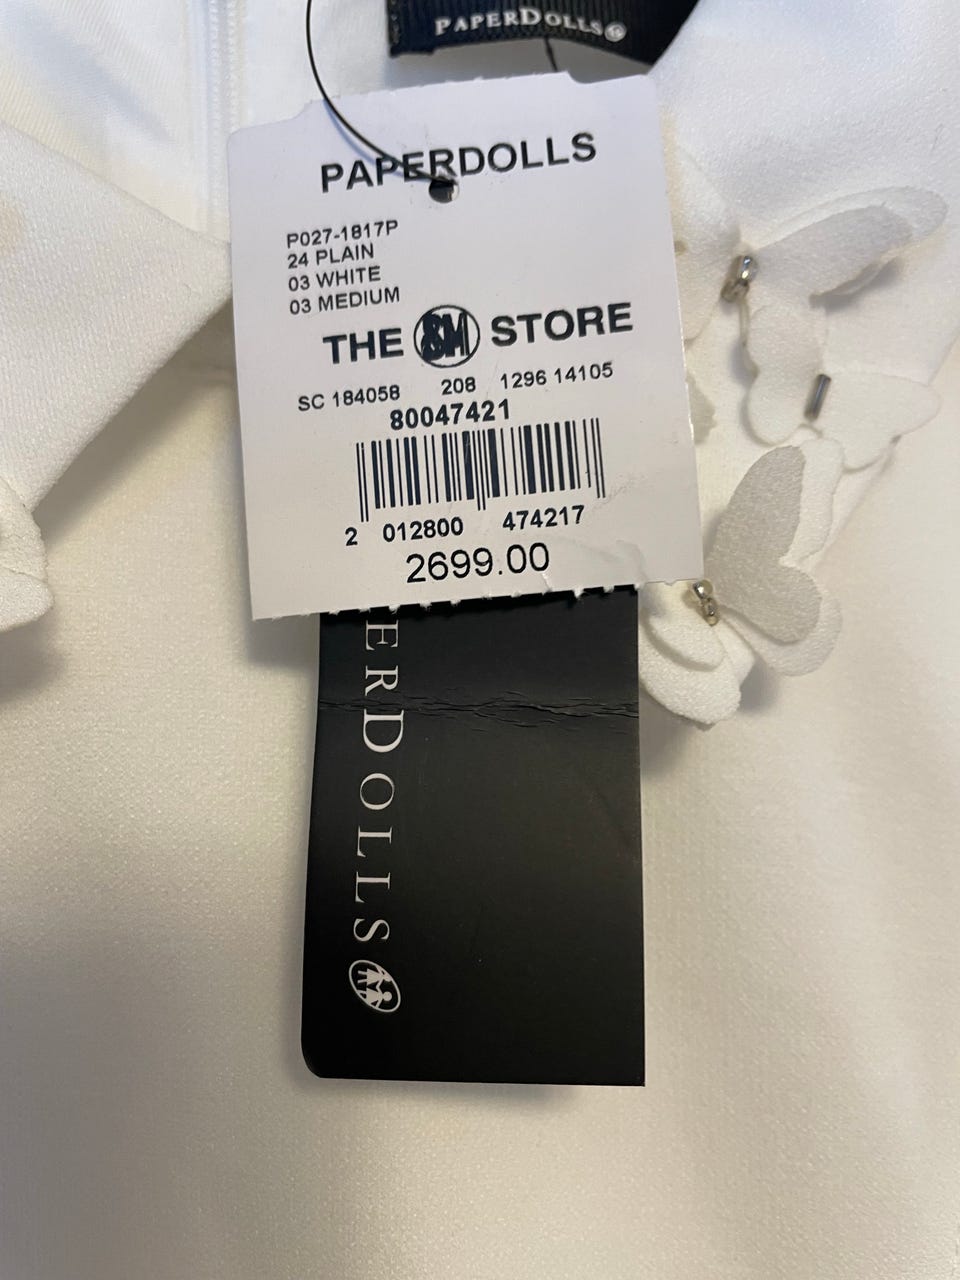 PAPERDOLLS
PAPERDOLLS
P027-1817P
24 PLAIN
03 WHITE
03 MEDIUM
THE SM STORE
SC 184058 208 1296 14105
80047421
2 012800 474217
2699.00
ERDOLLS